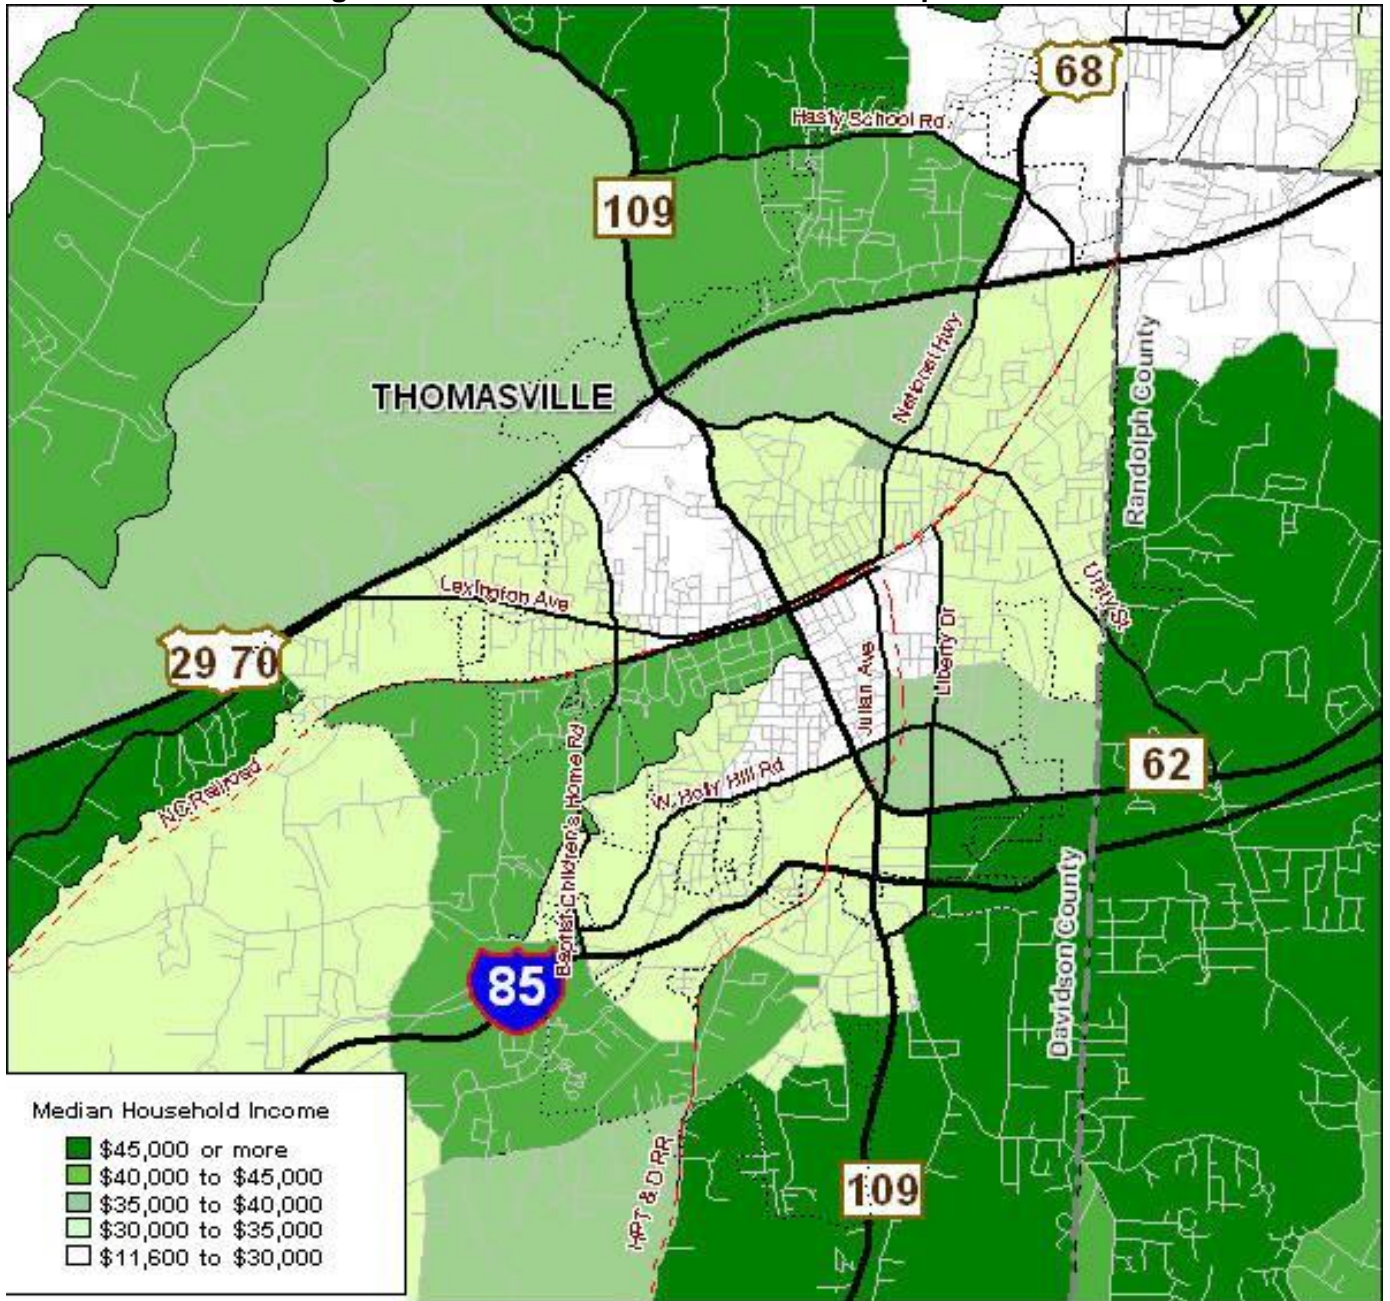 68
Hasty School Rd.
109
National Hwy
THOMASVILLE
Randolph County
Lexington Ave
Unity St.
29 70
Julian Ave
Liberty Dr
62
W. Holly Hill Rd
NC Railroad
Baptist Children's Home Rd
85
Davidson County
HPT & D RR
109
Median Household Income
$45,000 or more
$40,000 to $45,000
$35,000 to $40,000
$30,000 to $35,000
$11,600 to $30,000